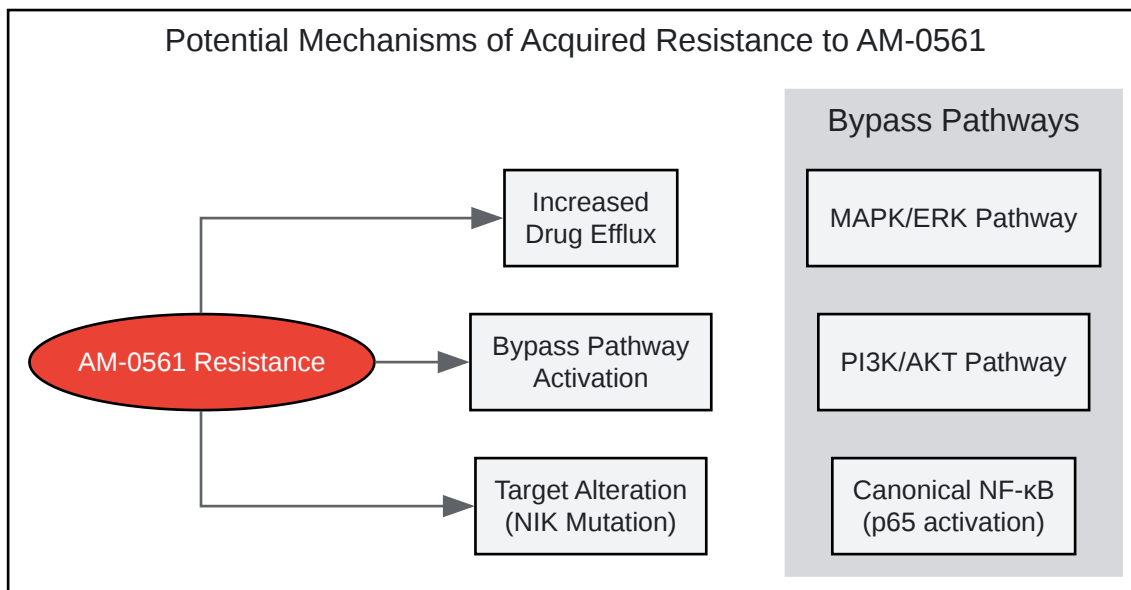 Potential Mechanisms of Acquired Resistance to AM-0561
AM-0561 Resistance
Increased
Drug Efflux
Bypass Pathway
Activation
Target Alteration
(NIK Mutation)
Bypass Pathways
MAPK/ERK Pathway
PI3K/AKT Pathway
Canonical NF-κB
(p65 activation)